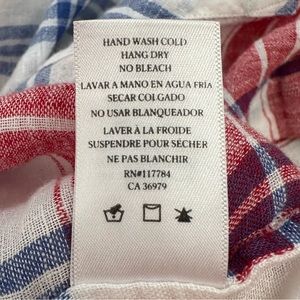 HAND WASH COLD
HANG DRY
NO BLEACH
LAVAR A MANO EN AGUA FRÍA
SECAR COLGADO
NO USAR BLANQUEADOR
LAVER À LA FROIDE
SUSPENDRE POUR SÉCHER
NE PAS BLANCHIR
RN#117784
CA 36979